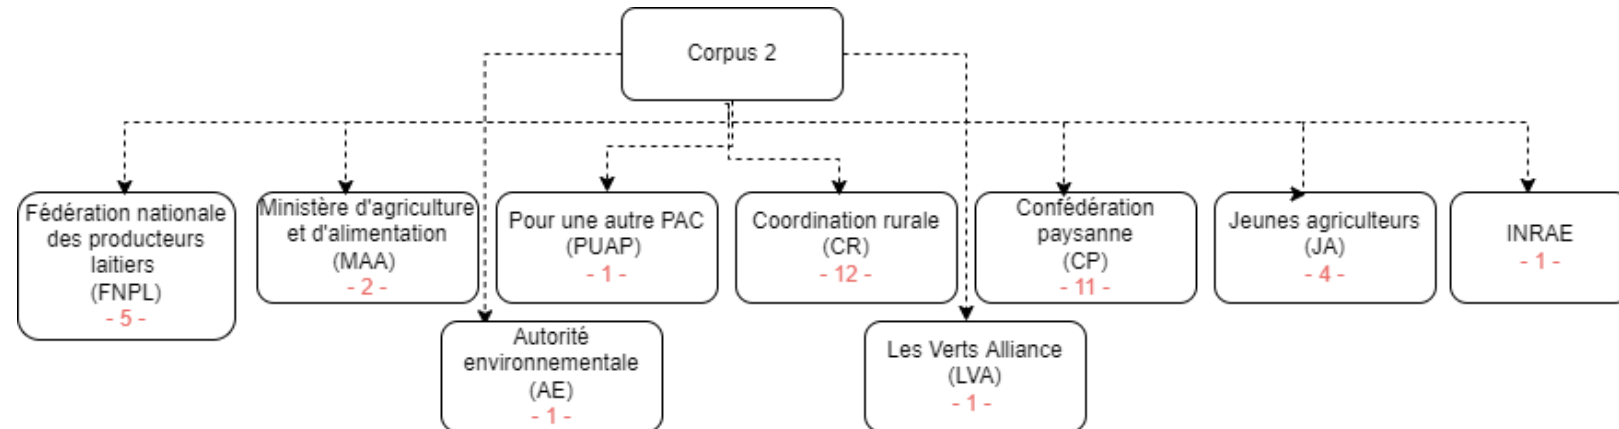 Corpus 2
Fédération nationale
des producteurs
laitiers
(FNPL)
- 5 -
Ministère d'agriculture
et d'alimentation
(MAA)
- 2 -
Pour une autre PAC
(PUAP)
- 1 -
Coordination rurale
(CR)
- 12 -
Confédération
paysanne
(CP)
- 11 -
Jeunes agriculteurs
(JA)
- 4 -
INRAE
- 1 -
Autorité
environnementale
(AE)
- 1 -
Les Verts Alliance
(LVA)
- 1 -